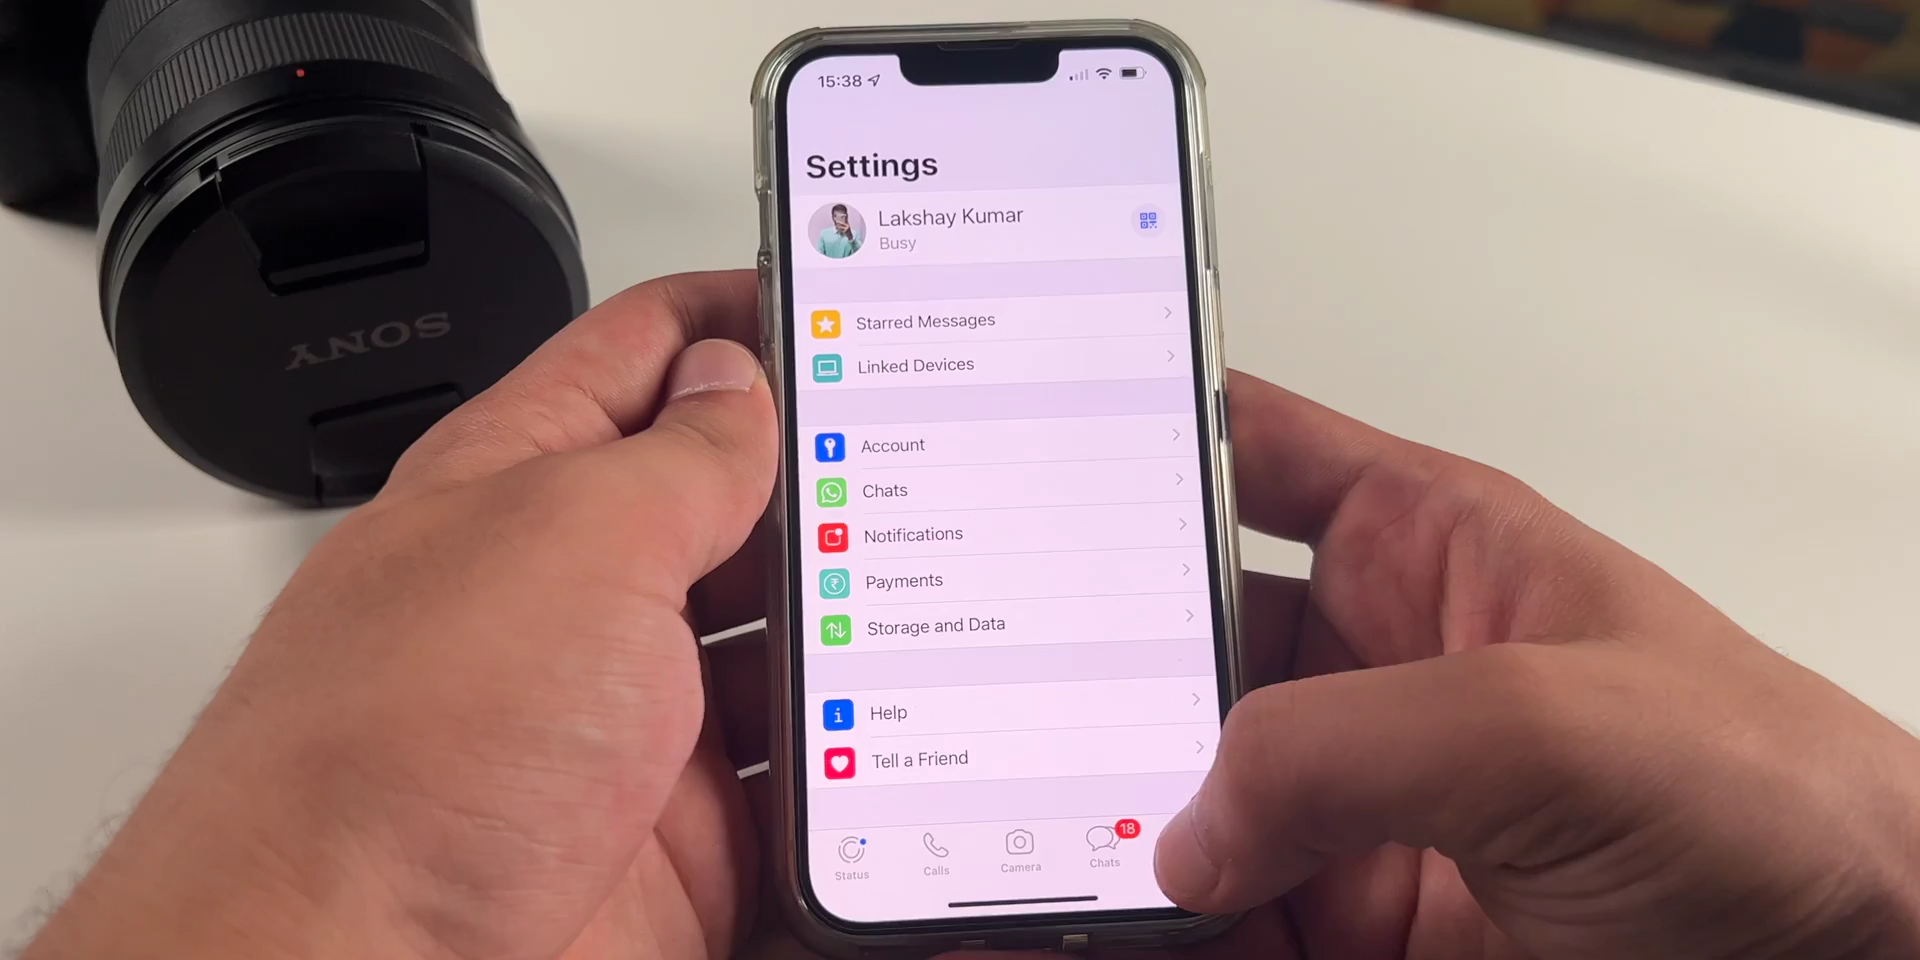 SONY
15:38
Settings
Lakshay Kumar
Busy
Starred Messages
Linked Devices
Account
Chats
Notifications
Payments
Storage and Data
Help
Tell a Friend
18
Status
Calls
Camera
Chats